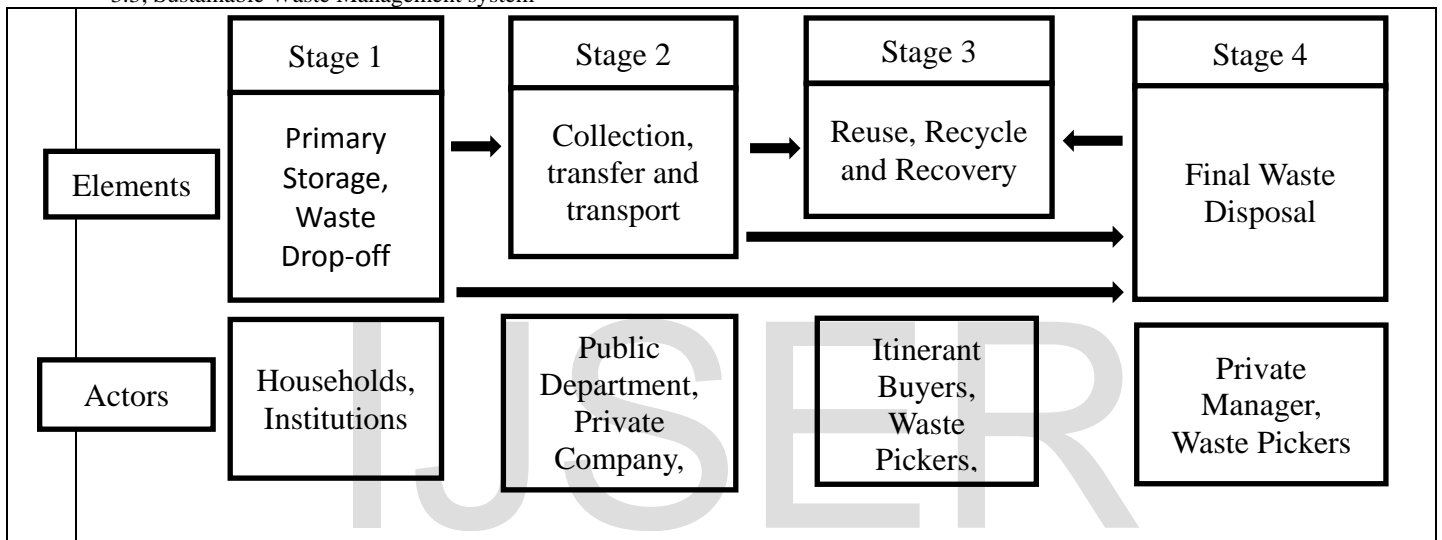 3.3, Sustainable Waste Management system
Stage 1
Stage 2
Stage 3
Stage 4
Elements
Primary
Storage,
Waste
Drop-off
Collection,
transfer and
transport
Reuse, Recycle
and Recovery
Final Waste
Disposal
Actors
Households,
Institutions
Public
Department,
Private
Company,
Itinerant
Buyers,
Waste
Pickers,
Private
Manager,
Waste Pickers
IJSER